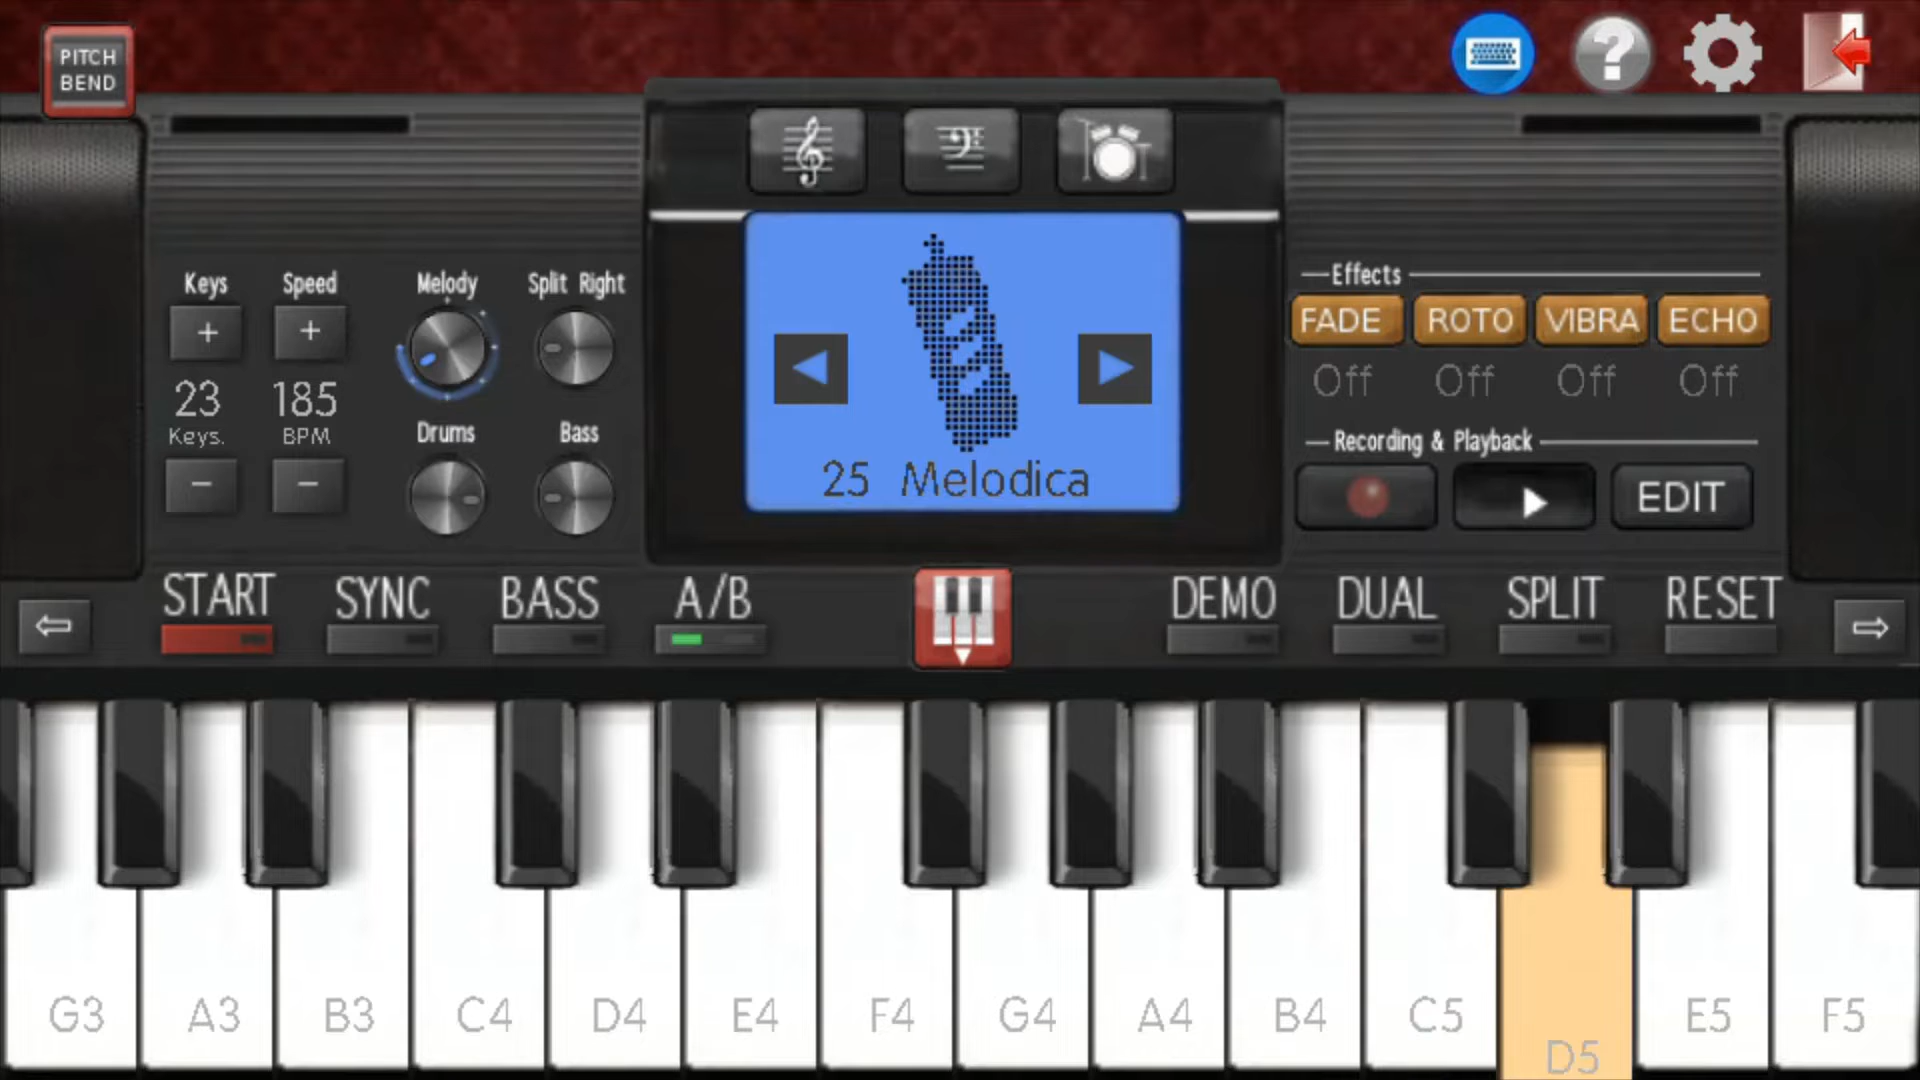 PITCH
BEND
Keys
Speed
Melody
Split Right
+
+
23
185
Keys.
BPM
Drums
Bass
−
−
25 Melodica
Effects
FADE
ROTO
VIBRA
ECHO
Off
Off
Off
Off
Recording & Playback
EDIT
START
SYNC
BASS
A/B
DEMO
DUAL
SPLIT
RESET
G3
A3
B3
C4
D4
E4
F4
G4
A4
B4
C5
D5
E5
F5